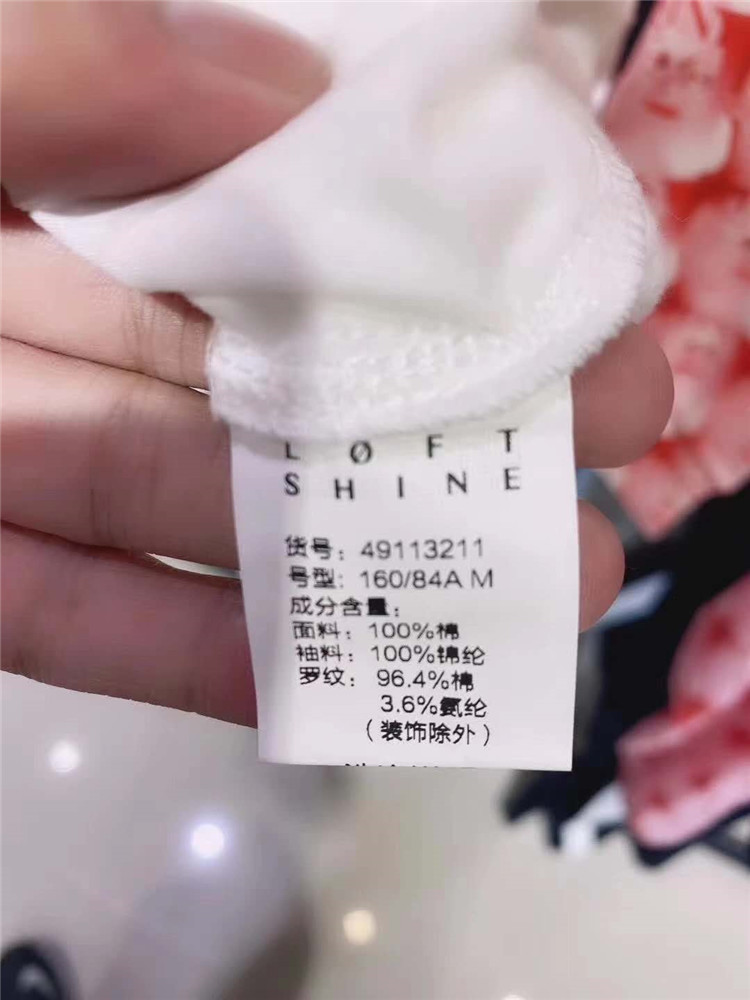 LØFT
SHINE
货号：49113211
号型：160/84A M
成分含量：
面料：100%棉
袖料：100%锦纶
罗纹：96.4%棉
3.6%氨纶
（装饰除外）